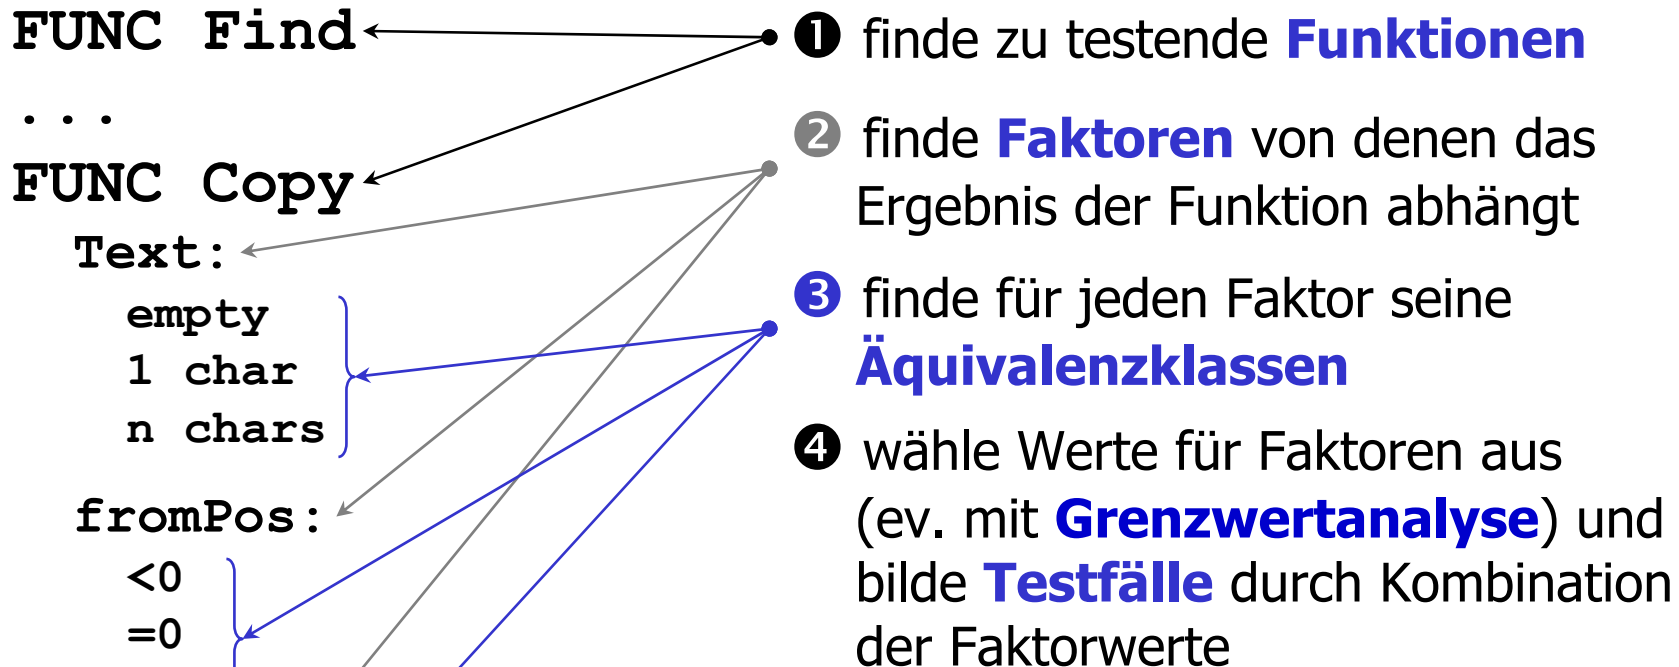 FUNC Find
...
FUNC Copy
Text:
empty
1 char
n chars
fromPos:
<0
=0
❶ finde zu testende Funktionen
❷ finde Faktoren von denen das
Ergebnis der Funktion abhängt
❸ finde für jeden Faktor seine
Äquivalenzklassen
❹ wähle Werte für Faktoren aus
(ev. mit Grenzwertanalyse) und
bilde Testfälle durch Kombination
der Faktorwerte